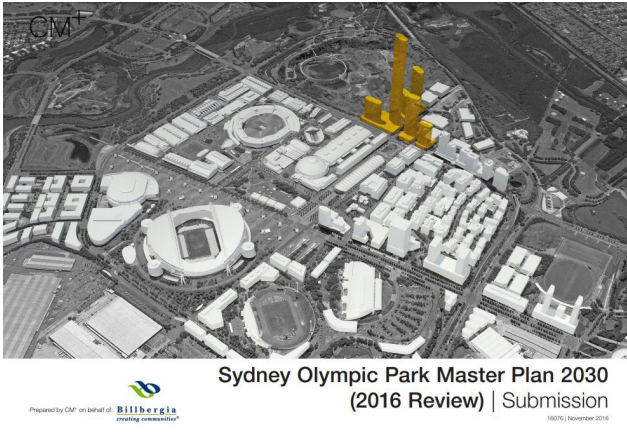 CM⁺
Sydney Olympic Park Master Plan 2030
(2016 Review) | Submission
Prepared by CM⁺ on behalf of: Billbergia
creating communities®
16076 | November 2016